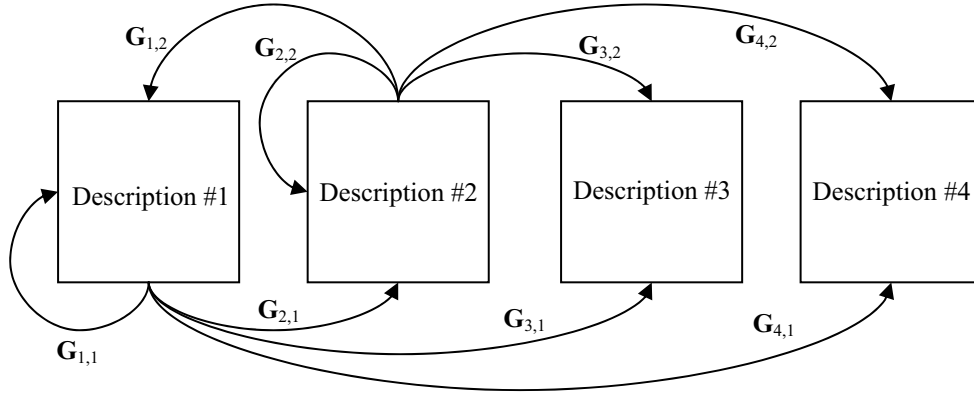 G1,2
G2,2
G3,2
G4,2
Description #1
Description #2
Description #3
Description #4
G1,1
G2,1
G3,1
G4,1